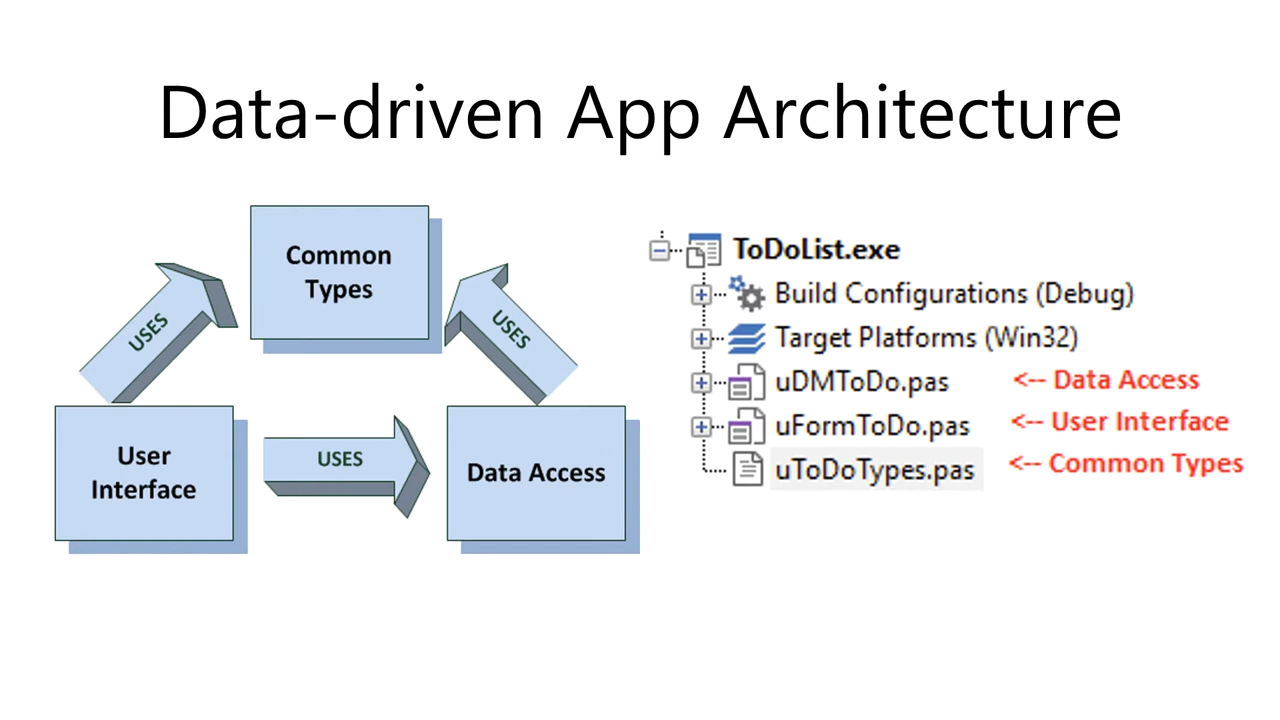 Data-driven App Architecture
Common
Types
USES
USES
User
Interface
USES
Data Access
ToDoList.exe
Build Configurations (Debug)
Target Platforms (Win32)
uDMToDo.pas <-- Data Access
uFormToDo.pas <-- User Interface
uToDoTypes.pas <-- Common Types